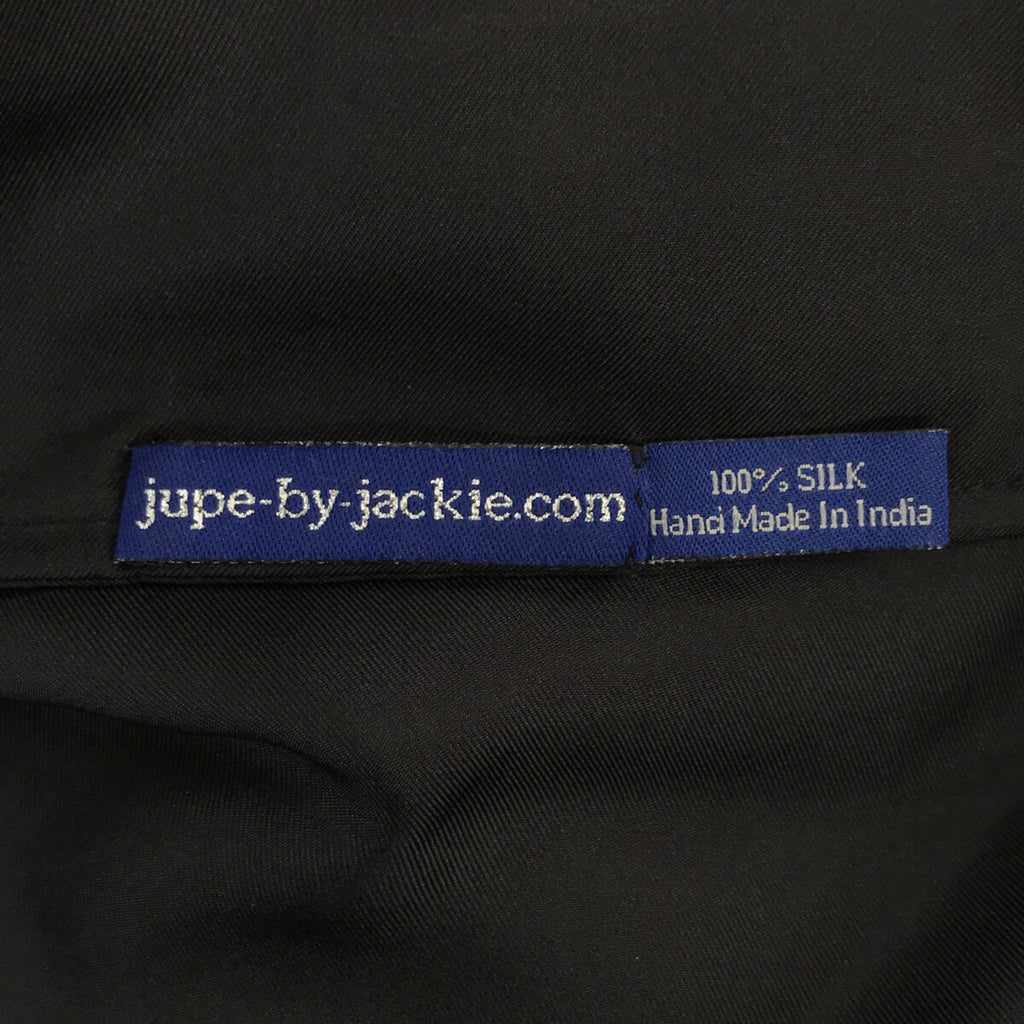 jupe-by-jackie.com
100% SILK
Hand Made In India